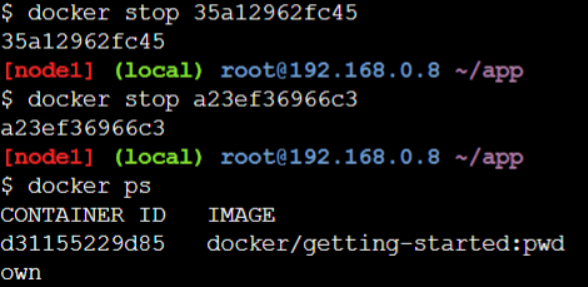 $ docker stop 35a12962fc45
35a12962fc45
[node1] (local) root@192.168.0.8 ~/app
$ docker stop a23ef36966c3
a23ef36966c3
[node1] (local) root@192.168.0.8 ~/app
$ docker ps
CONTAINER ID   IMAGE
d31155229d85   docker/getting-started:pwd
own